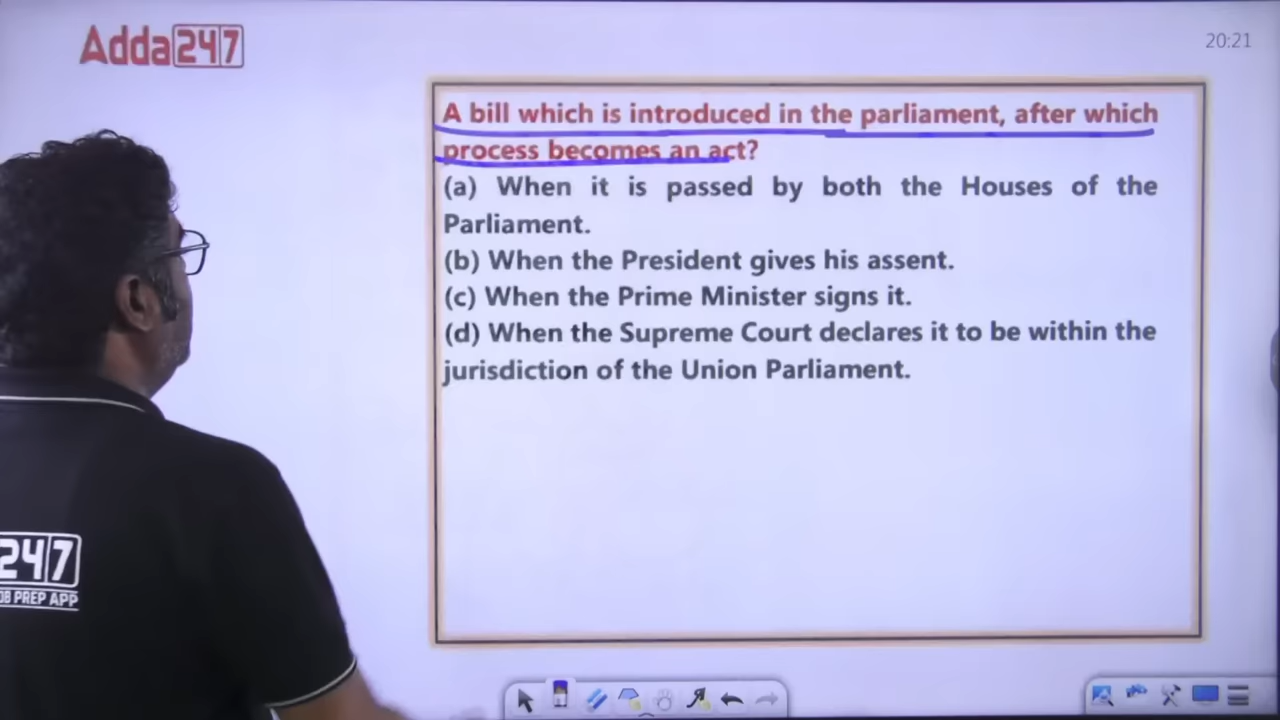 Adda247
20:21
A bill which is introduced in the parliament, after which
process becomes an act?
(a) When it is passed by both the Houses of the
Parliament.
(b) When the President gives his assent.
(c) When the Prime Minister signs it.
(d) When the Supreme Court declares it to be within the
jurisdiction of the Union Parliament.
247
PREP APP